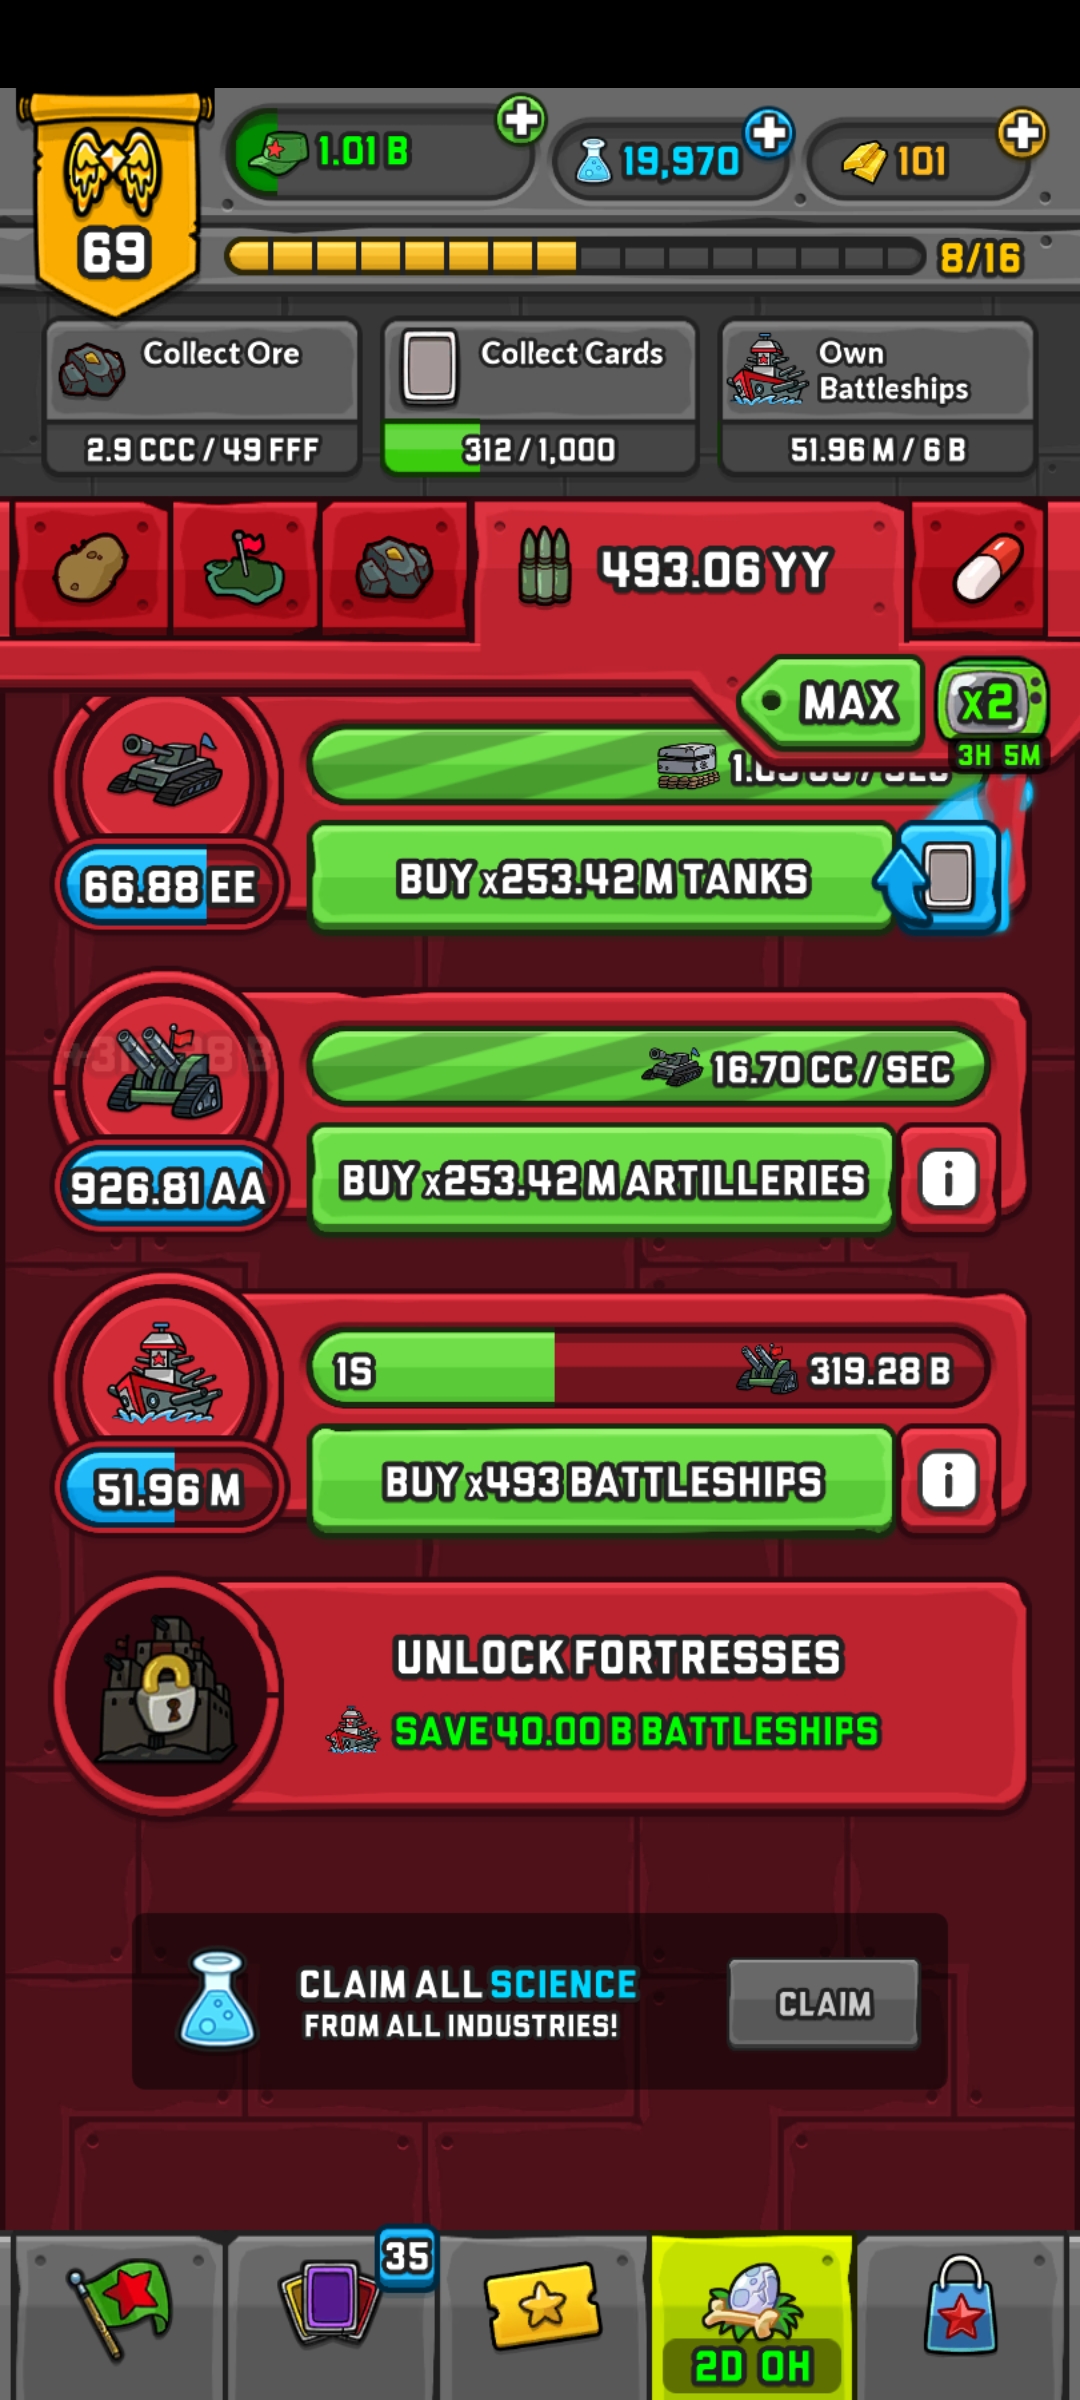 69
1.01 B
19,970
101
8/16
Collect Ore
2.9 CCC / 49 FFF
Collect Cards
312 / 1,000
Own
Battleships
51.96 M / 6 B
493.06 YY
MAX
x2
3H 5M
/ SEC
66.88 EE
BUY x253.42 M TANKS
16.70 CC / SEC
926.81 AA
BUY x253.42 M ARTILLERIES
i
1S
319.28 B
51.96 M
BUY x493 BATTLESHIPS
i
UNLOCK FORTRESSES
SAVE 40.00 B BATTLESHIPS
CLAIM ALL SCIENCE
FROM ALL INDUSTRIES!
CLAIM
35
2D 0H